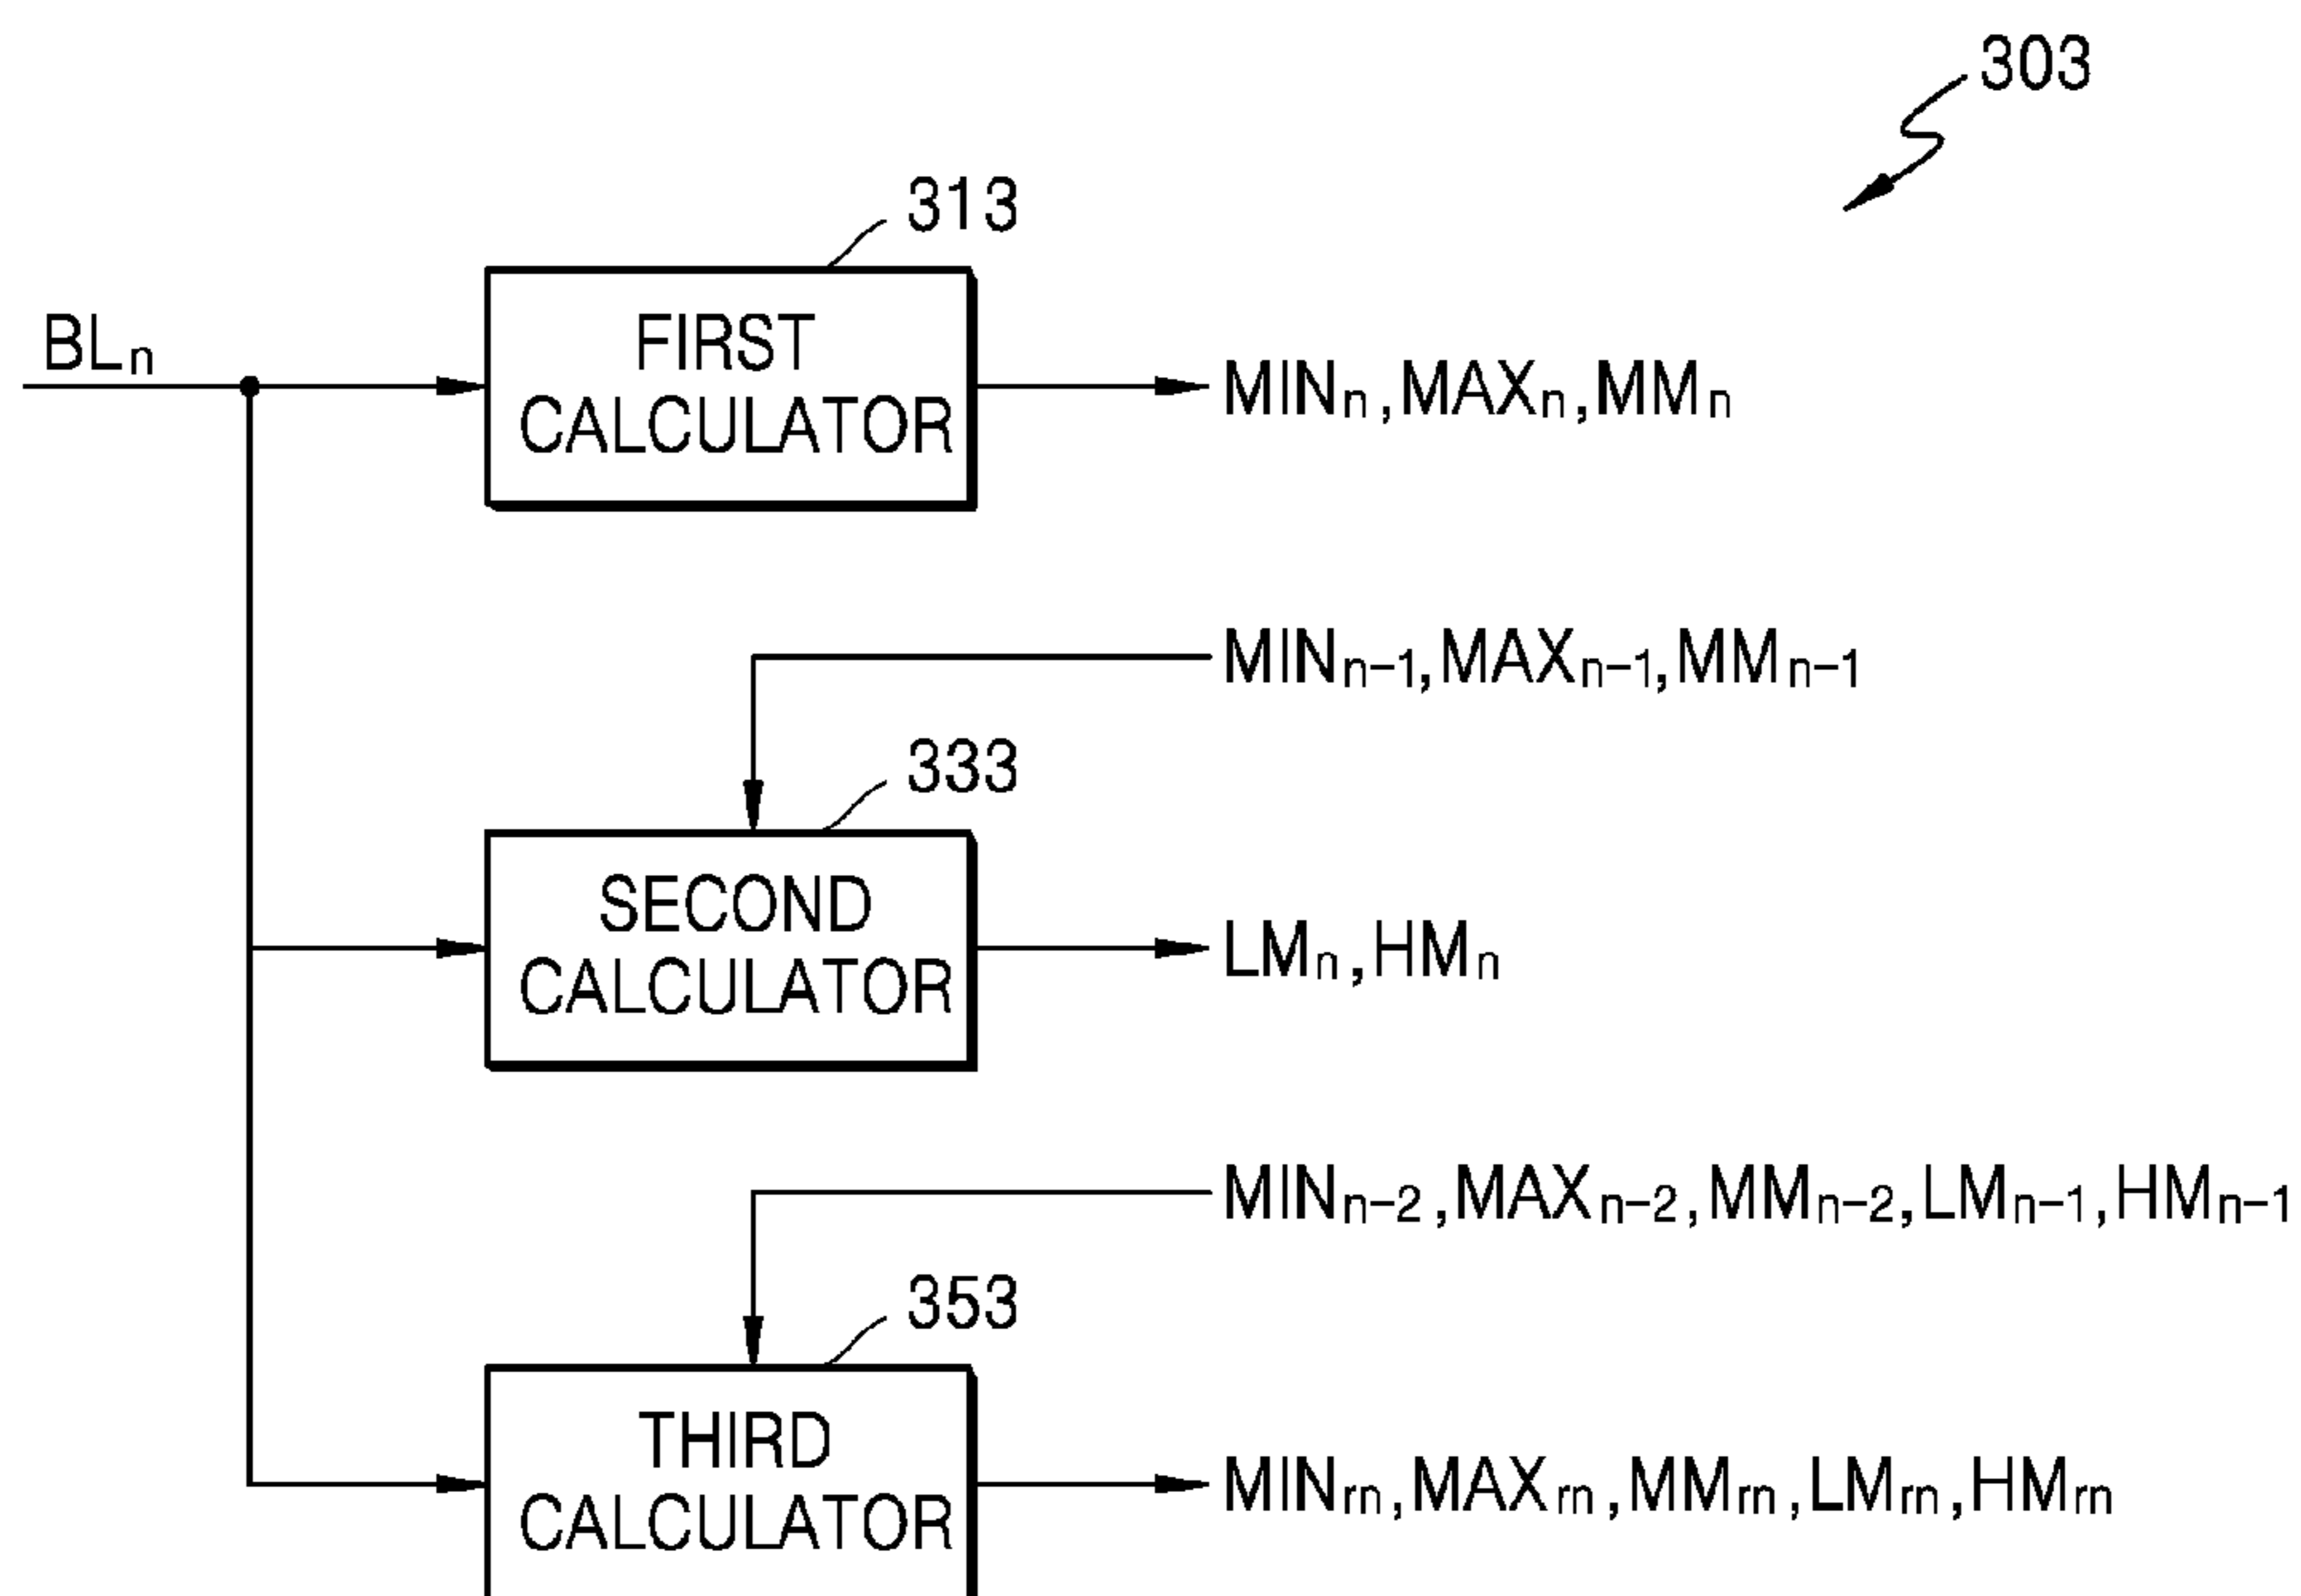 303
313
BLn
FIRST
CALCULATOR
MINn,MAXn,MMn
MINn-1,MAXn-1,MMn-1
333
SECOND
CALCULATOR
LMn,HMn
MINn-2,MAXn-2,MMn-2,LMn-1,HMn-1
353
THIRD
CALCULATOR
MINrn,MAXrn,MMrn,LMrn,HMrn